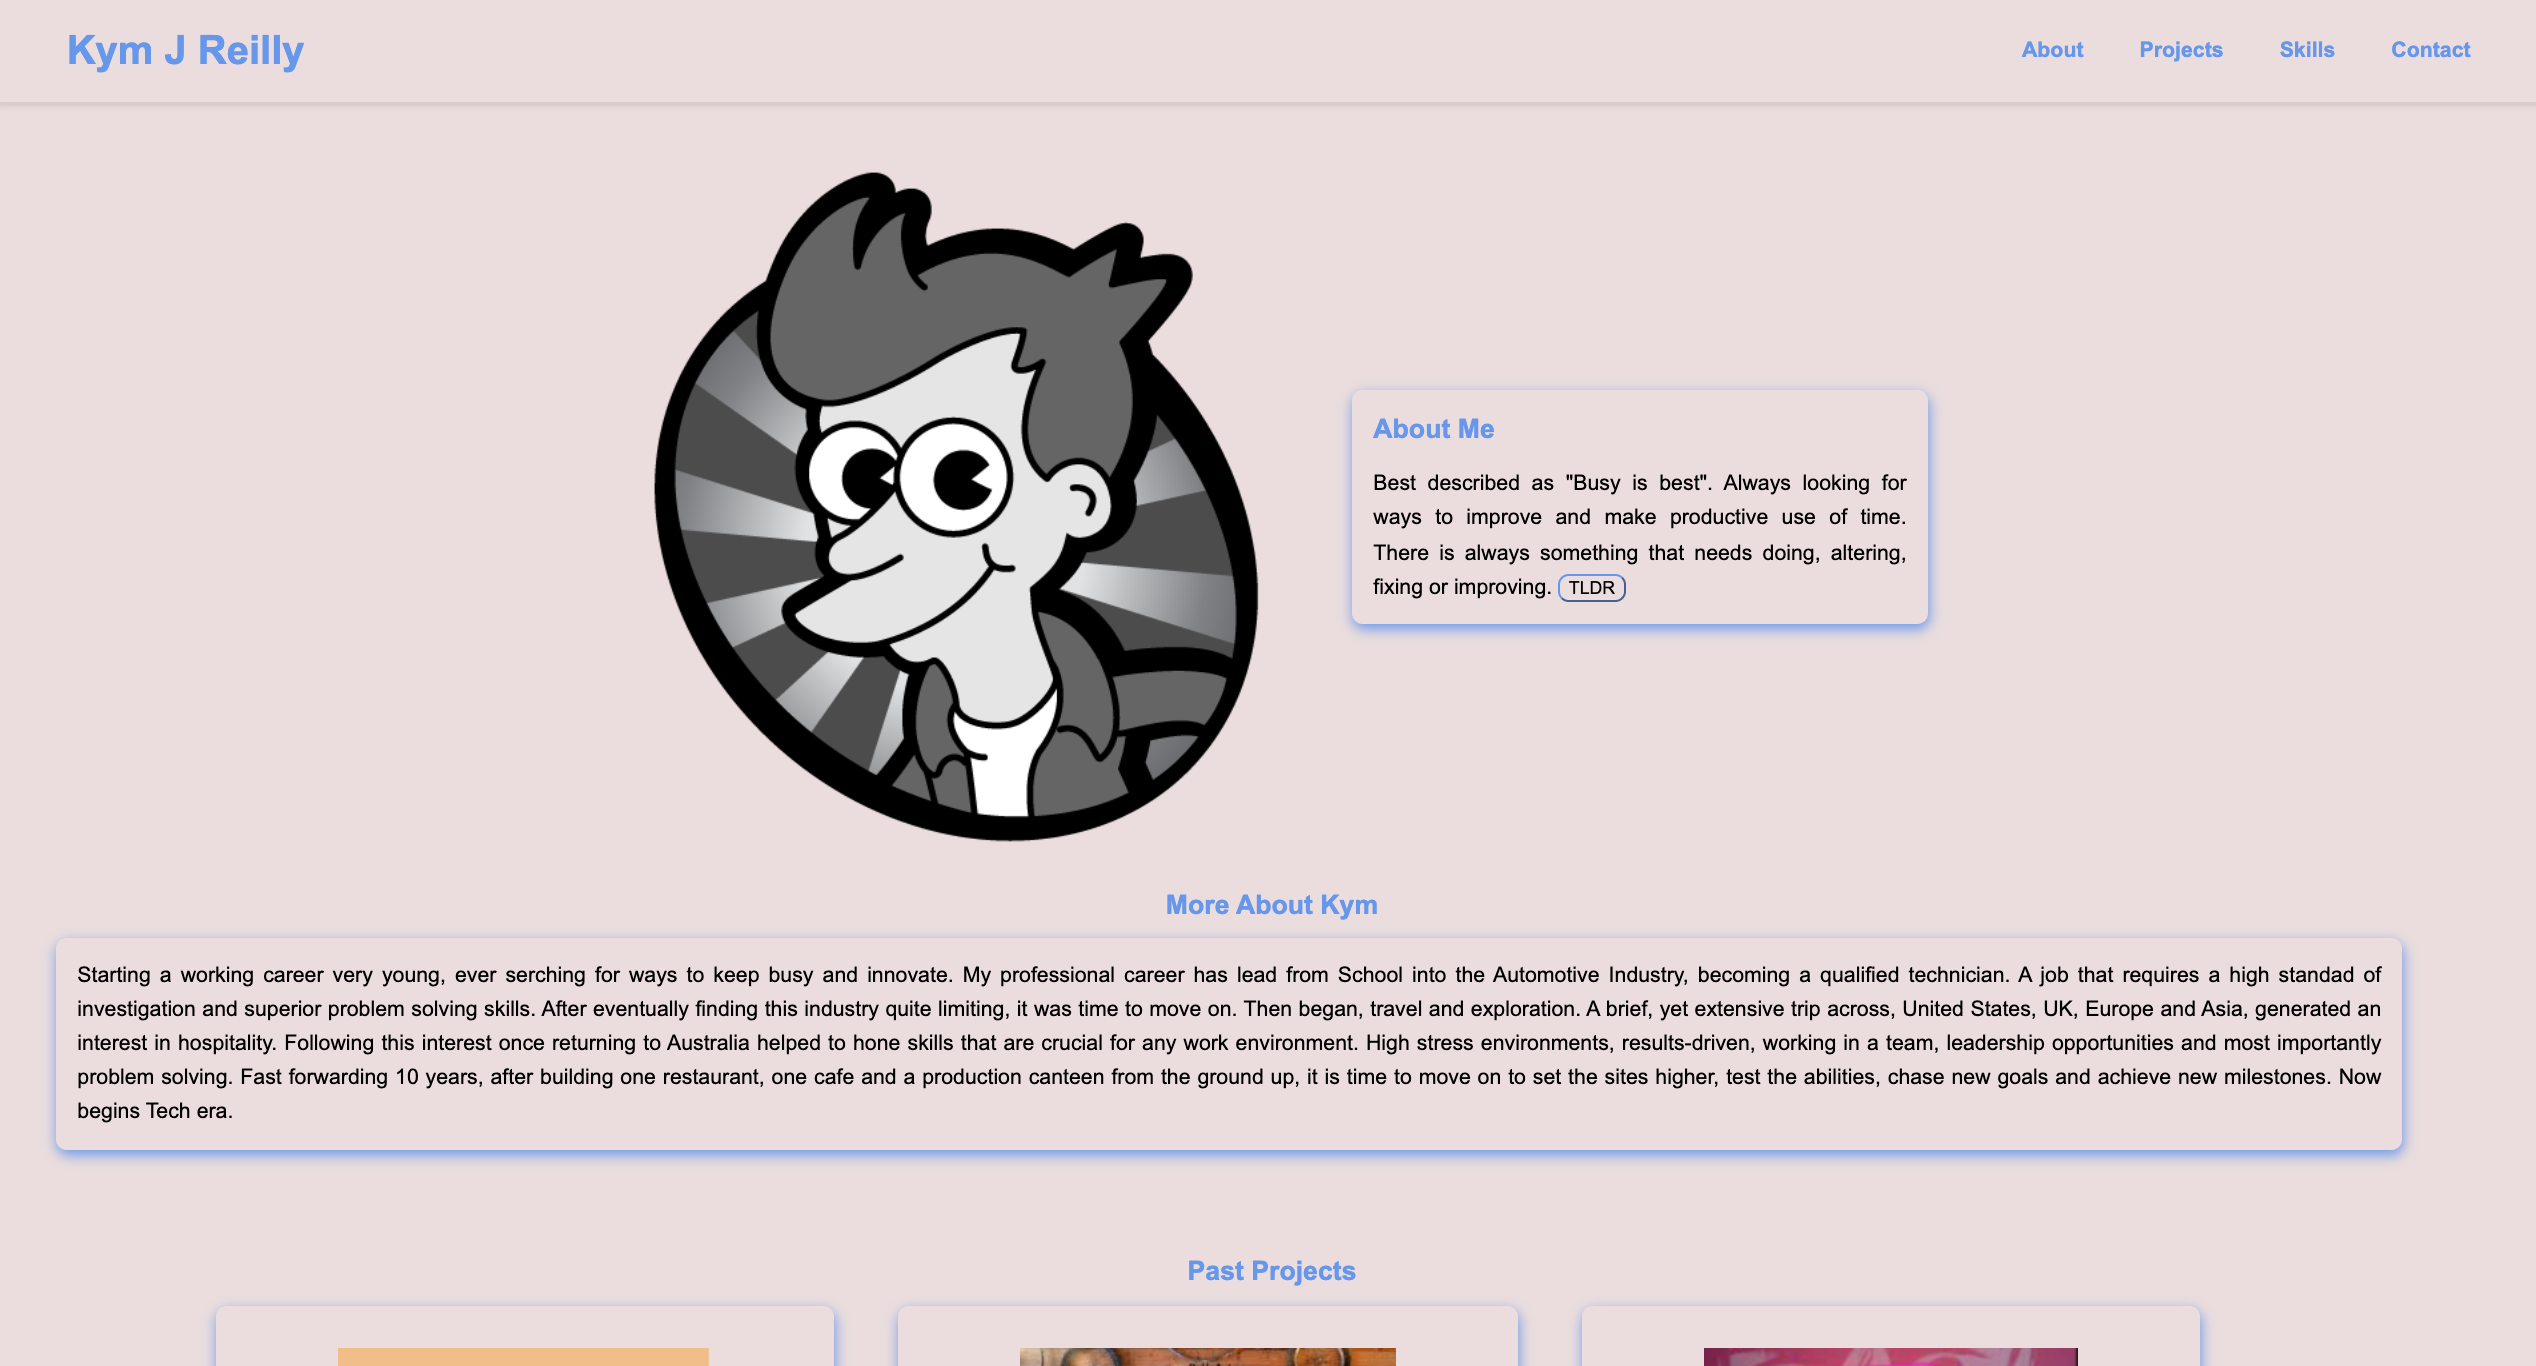 Kym J Reilly
About Projects Skills Contact
About Me
Best described as "Busy is best". Always looking for
ways to improve and make productive use of time.
There is always something that needs doing, altering,
fixing or improving. TLDR
More About Kym
Starting a working career very young, ever serching for ways to keep busy and innovate. My professional career has lead from School into the Automotive Industry, becoming a qualified technician. A job that requires a high standad of
investigation and superior problem solving skills. After eventually finding this industry quite limiting, it was time to move on. Then began, travel and exploration. A brief, yet extensive trip across, United States, UK, Europe and Asia, generated an
interest in hospitality. Following this interest once returning to Australia helped to hone skills that are crucial for any work environment. High stress environments, results-driven, working in a team, leadership opportunities and most importantly
problem solving. Fast forwarding 10 years, after building one restaurant, one cafe and a production canteen from the ground up, it is time to move on to set the sites higher, test the abilities, chase new goals and achieve new milestones. Now
begins Tech era.
Past Projects